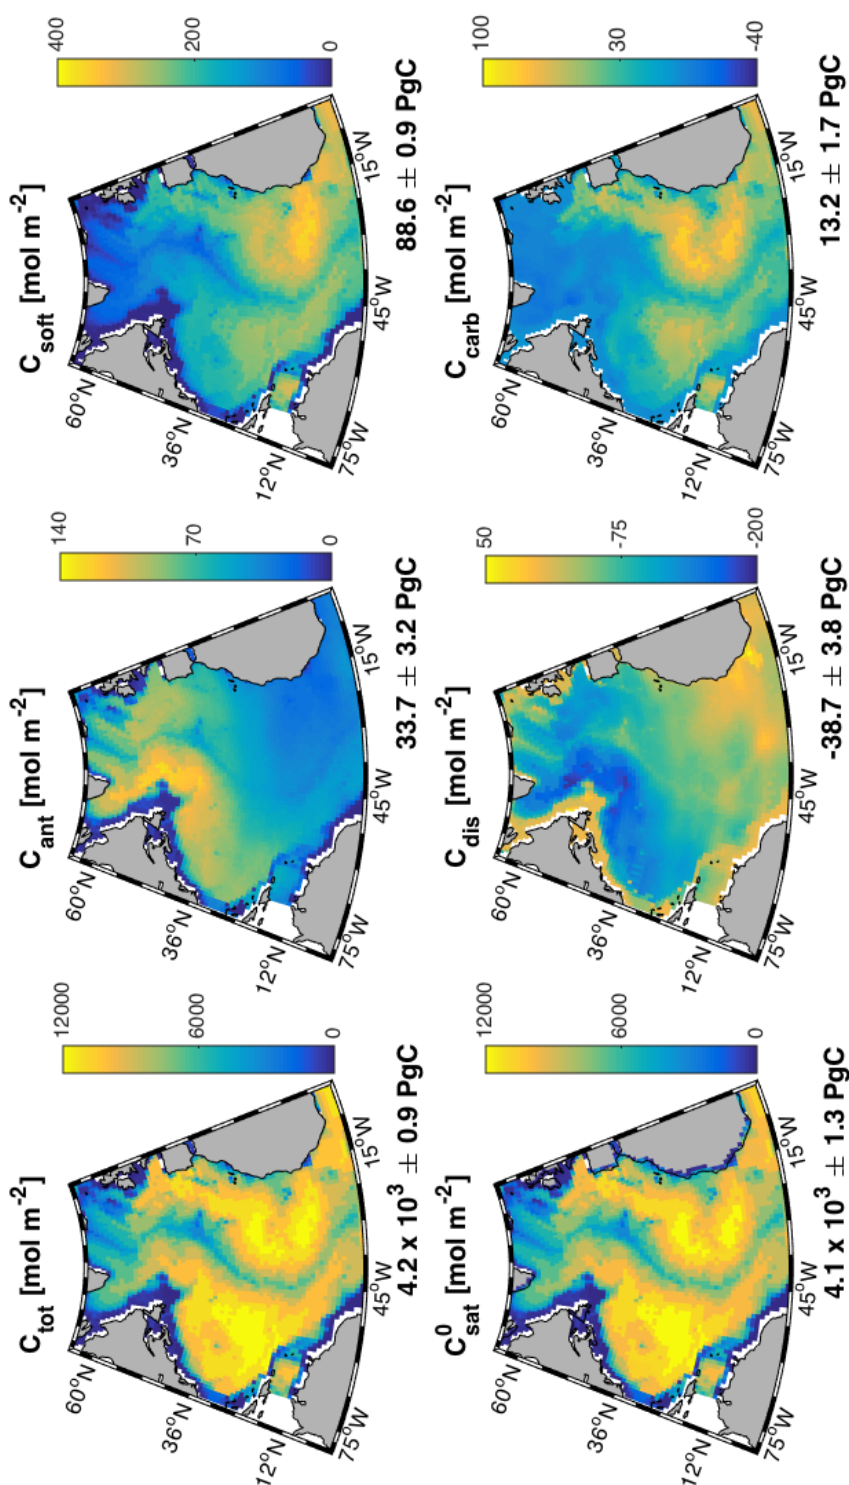 C_tot [mol m^-2]
12000
6000
0
60°N
36°N
12°N
75°W
45°W
15°W
4.2 x 10^3 ± 0.9 PgC
C_ant [mol m^-2]
140
70
0
60°N
36°N
12°N
75°W
45°W
15°W
33.7 ± 3.2 PgC
C_soft [mol m^-2]
400
200
0
60°N
36°N
12°N
75°W
45°W
15°W
88.6 ± 0.9 PgC
C^0_sat [mol m^-2]
12000
6000
0
60°N
36°N
12°N
75°W
45°W
15°W
4.1 x 10^3 ± 1.3 PgC
C_dis [mol m^-2]
50
-75
-200
60°N
36°N
12°N
75°W
45°W
15°W
-38.7 ± 3.8 PgC
C_carb [mol m^-2]
100
30
-40
60°N
36°N
12°N
75°W
45°W
15°W
13.2 ± 1.7 PgC